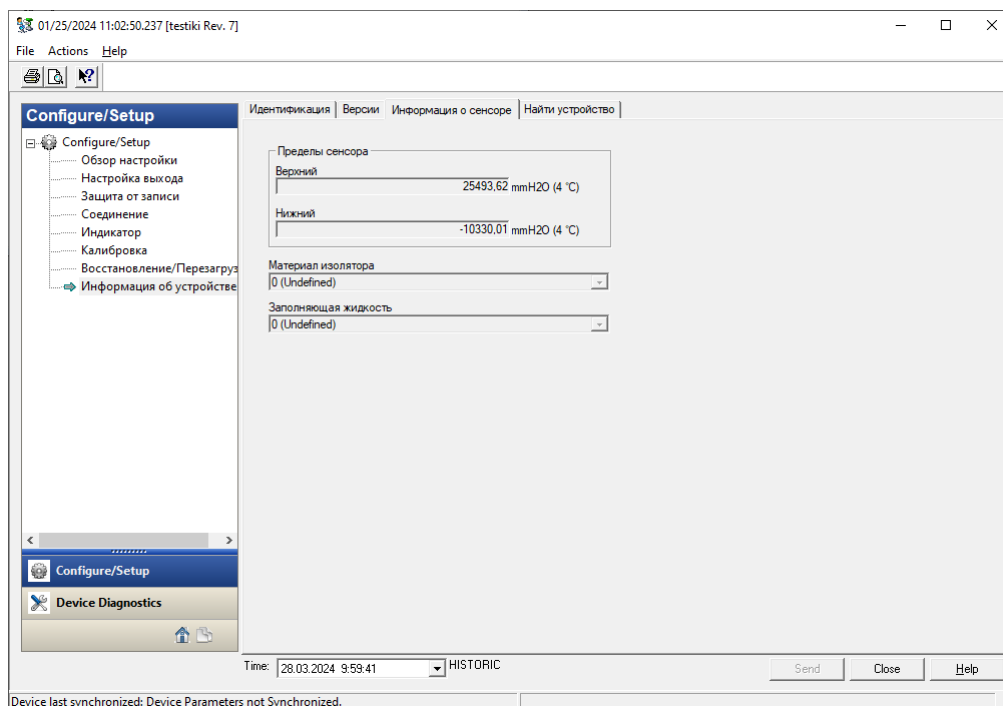 01/25/2024 11:02:50.237 [testiki Rev. 7]
File Actions Help
Configure/Setup
Configure/Setup
Обзор настройки
Настройка выхода
Защита от записи
Соединение
Индикатор
Калибровка
Восстановление/Перезагруз
Информация об устройстве
Configure/Setup
Device Diagnostics
Идентификация Версии Информация о сенсоре Найти устройство
Пределы сенсора
Верхний
25493,62 mmH2O (4 °C)
Нижний
-10330,01 mmH2O (4 °C)
Материал изолятора
0 (Undefined)
Заполняющая жидкость
0 (Undefined)
Time: 28.03.2024 9:59:41 HISTORIC
Send Close Help
Device last synchronized: Device Parameters not Synchronized.